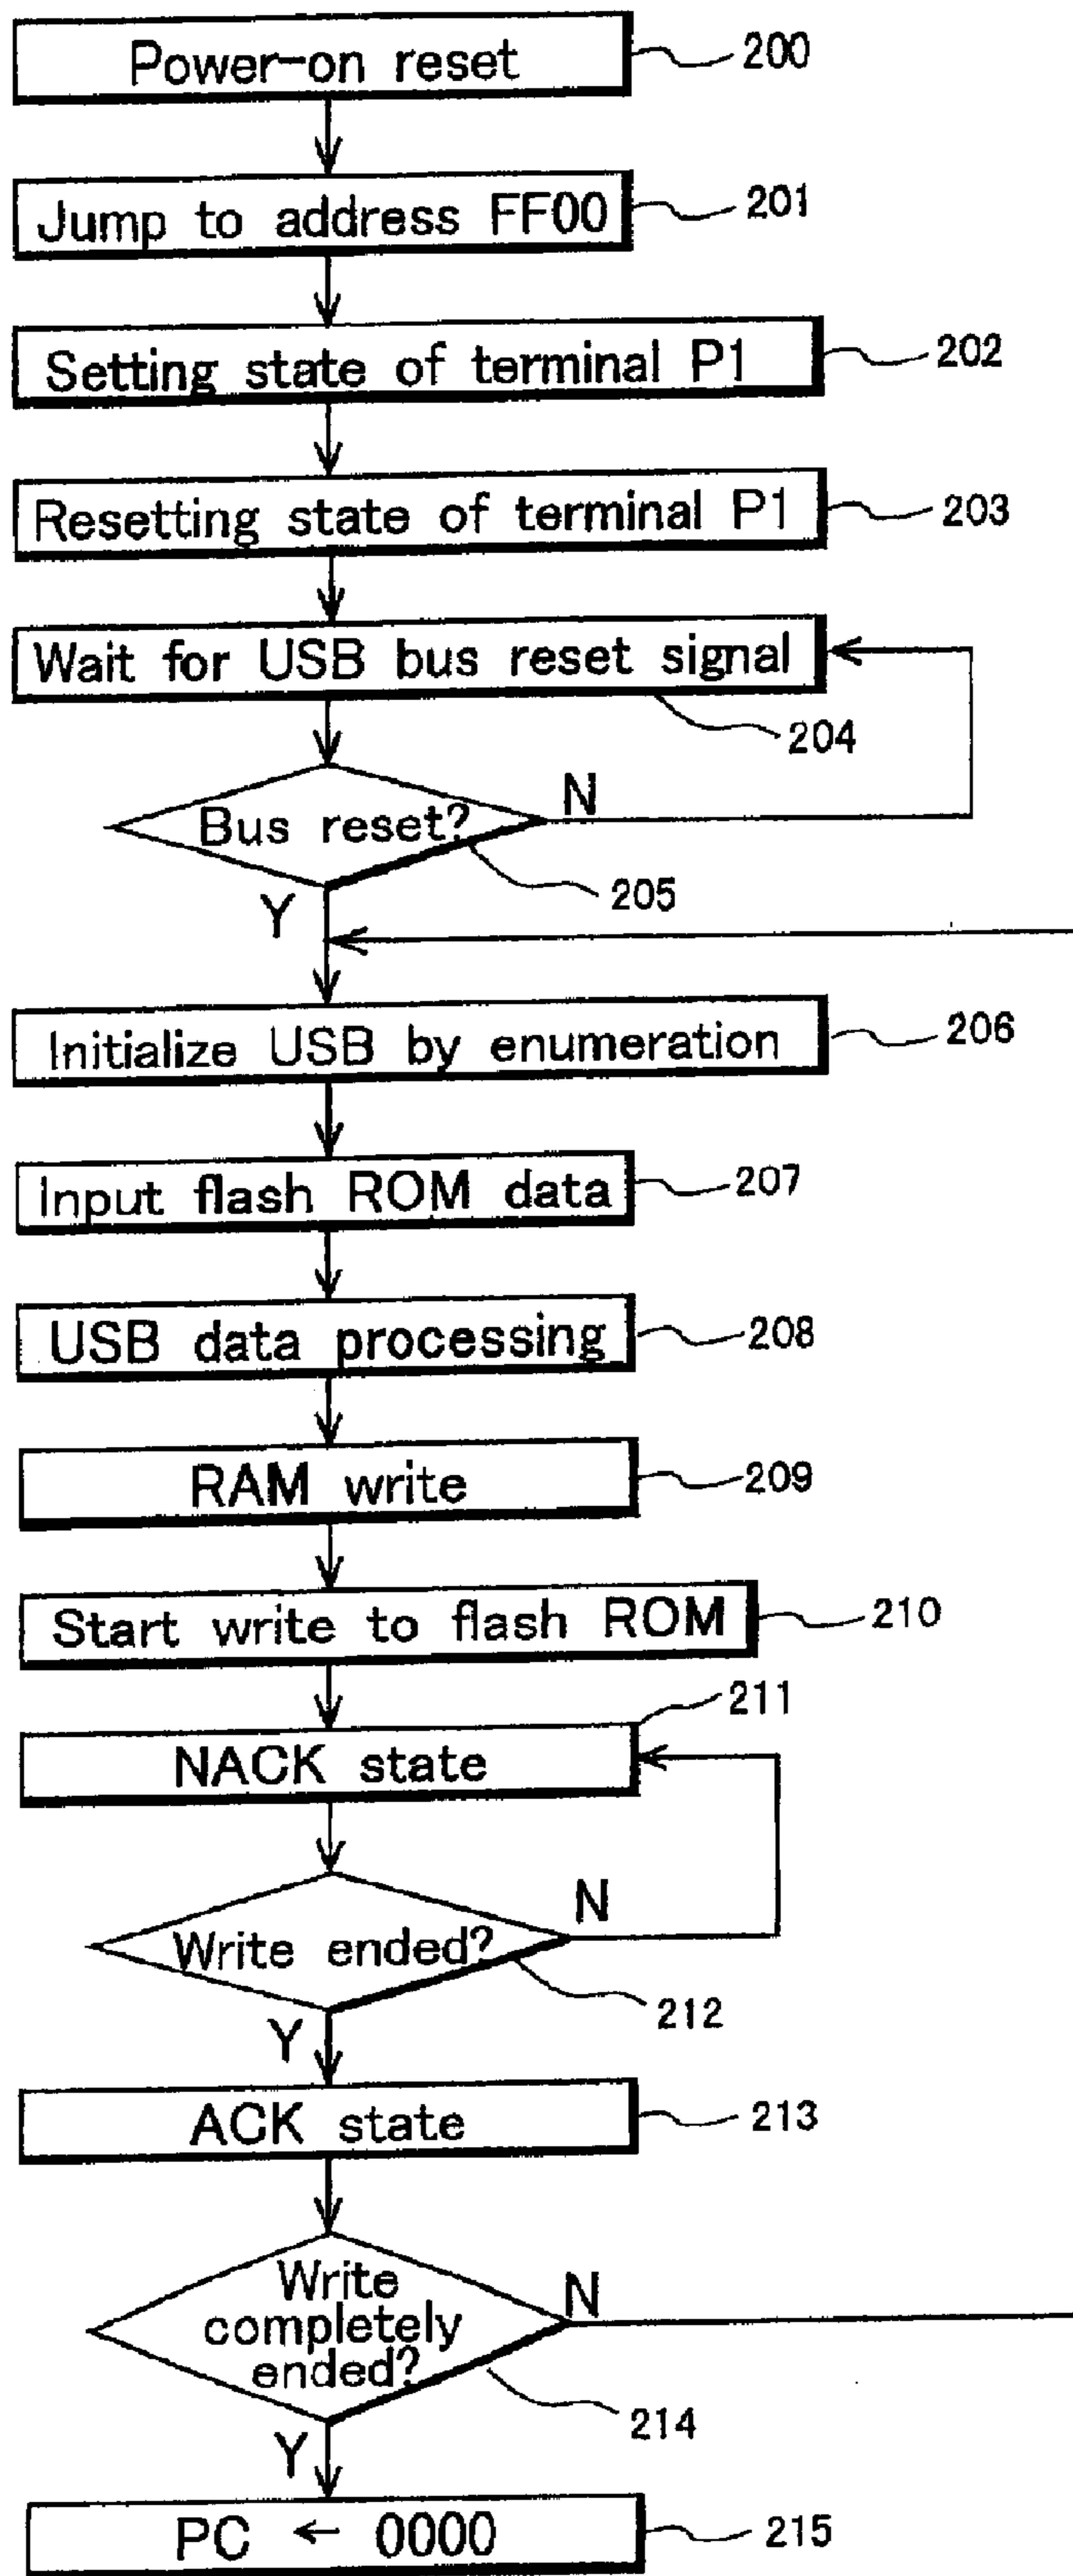 Power-on reset 200
Jump to address FF00 201
Setting state of terminal P1 202
Resetting state of terminal P1 203
Wait for USB bus reset signal
204
Bus reset? N
205
Y
Initialize USB by enumeration 206
Input flash ROM data 207
USB data processing 208
RAM write 209
Start write to flash ROM 210
211
NACK state
Write ended? N
212
Y
ACK state 213
Write
completely
ended?
N
214
Y
PC ← 0000 215